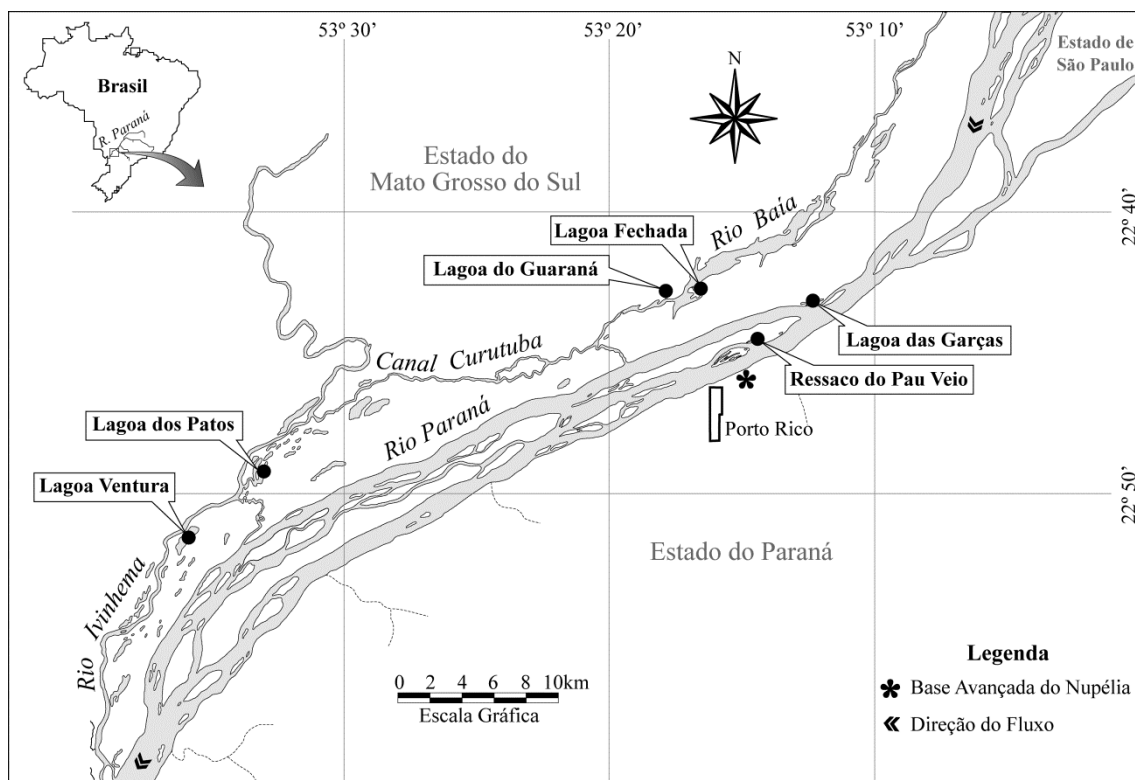 53º 30'
53º 20'
53º 10'
Estado de
São Paulo
Brasil
R. Paraná
N
Estado do
Mato Grosso do Sul
22º 40'
Rio Baía
Lagoa Fechada
Lagoa do Guaraná
Lagoa das Garças
Canal Curutuba
Ressaco do Pau Veio
Rio Paraná
Porto Rico
Lagoa dos Patos
Lagoa Ventura
22º 50'
Estado do Paraná
Rio Ivinhema
0 2 4 6 8 10km
Escala Gráfica
Legenda
Base Avançada do Nupélia
Direção do Fluxo